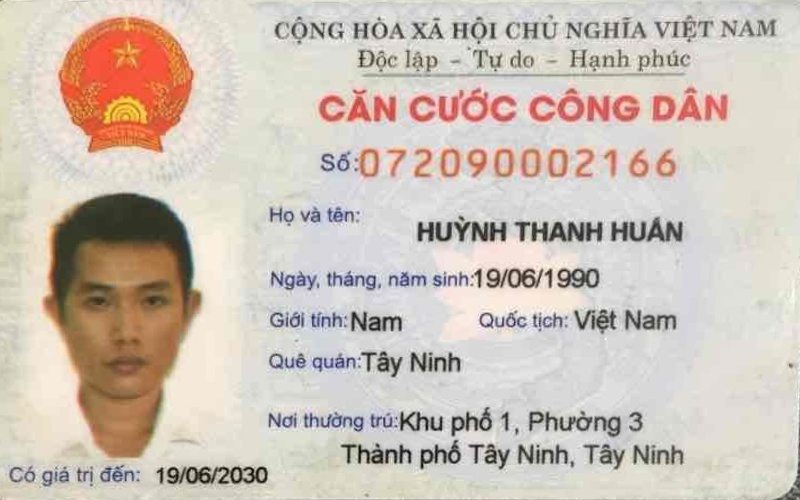 CỘNG HÒA XÃ HỘI CHỦ NGHĨA VIỆT NAM
Độc lập - Tự do - Hạnh phúc
CĂN CƯỚC CÔNG DÂN
Số:072090002166
Họ và tên:
HUỲNH THANH HUÂN
Ngày, tháng, năm sinh:19/06/1990
Giới tính:Nam Quốc tịch: Việt Nam
Quê quán:Tây Ninh
Nơi thường trú:Khu phố 1, Phường 3
Thành phố Tây Ninh, Tây Ninh
Có giá trị đến: 19/06/2030